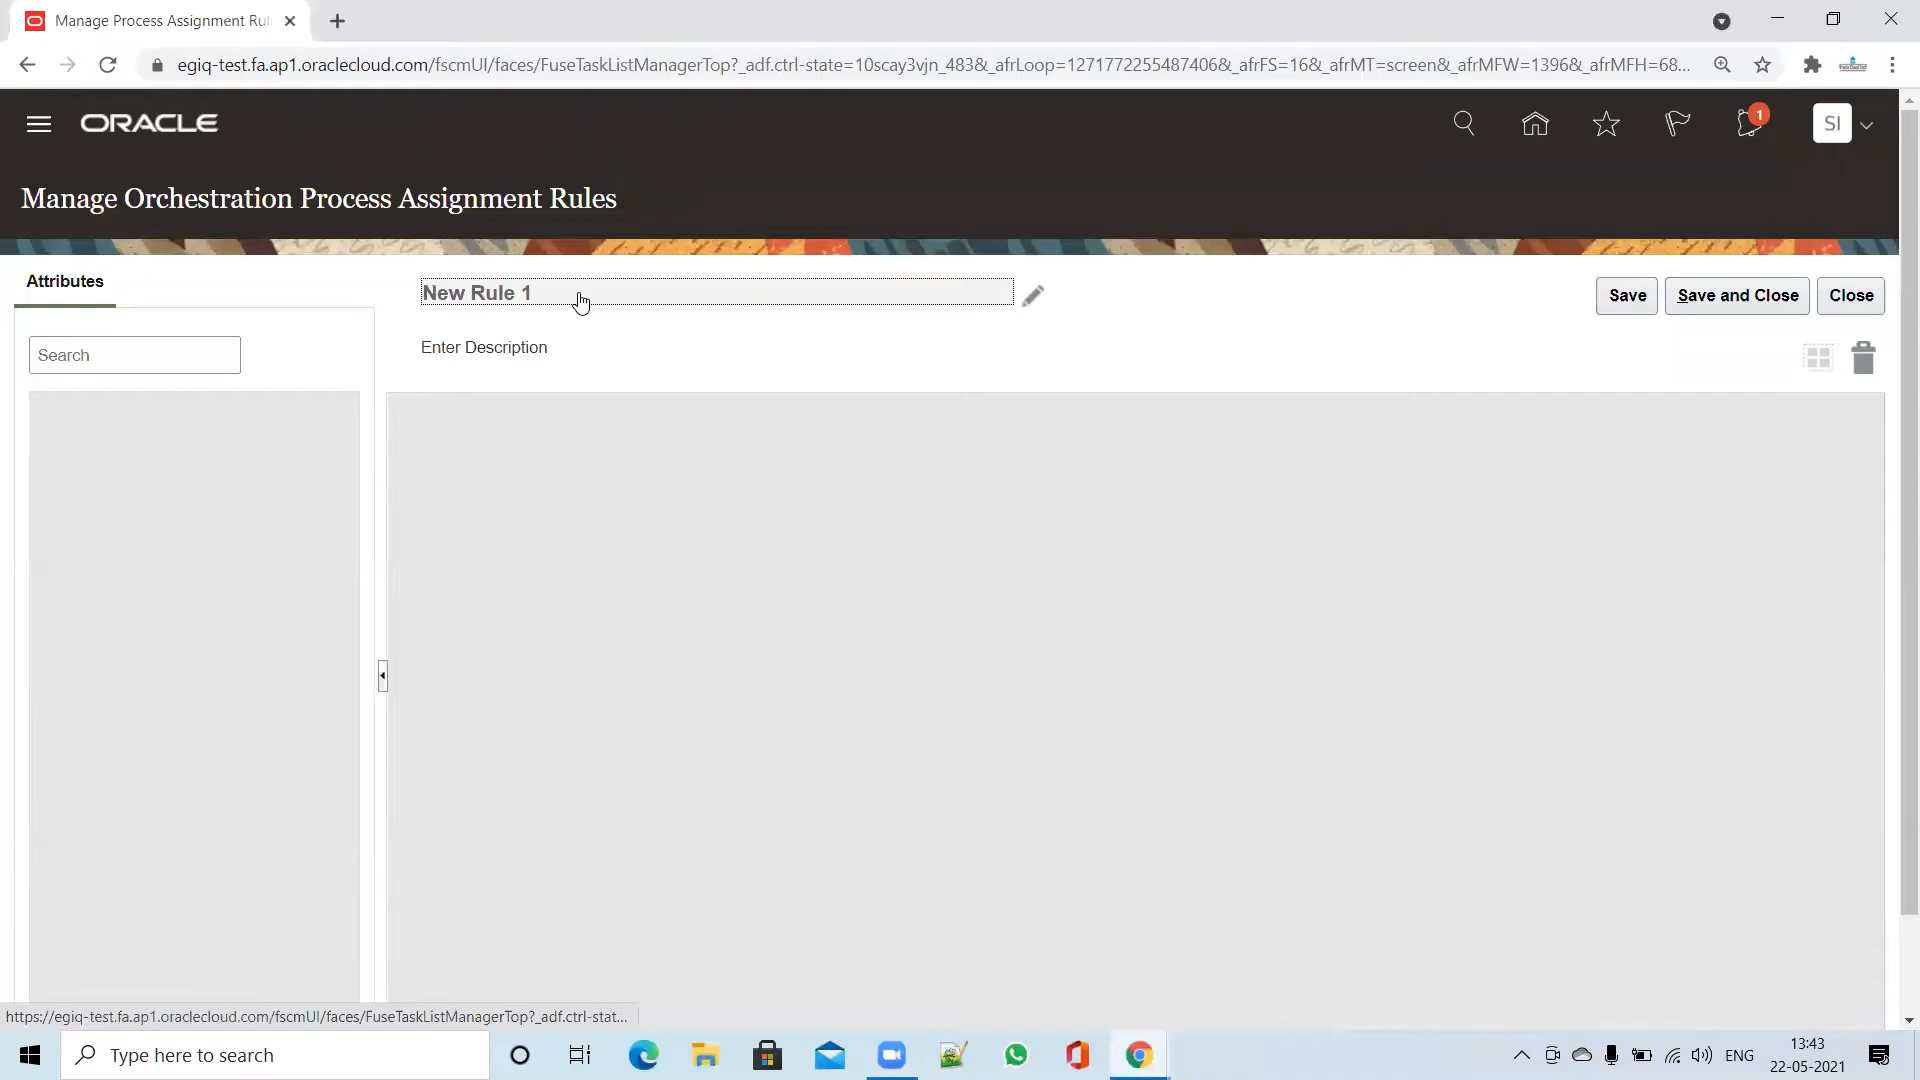 Manage Process Assignment Ru
egiq-test.fa.ap1.oraclecloud.com/fscmUI/faces/FuseTaskListManagerTop?_adf.ctrl-state=10scay3vjn_483&_afrLoop=1271772255487406&_afrFS=16&_afrMT=screen&_afrMFW=1396&_afrMFH=68...
ORACLE
1
SI
Manage Orchestration Process Assignment Rules
Attributes
New Rule 1
Save
Save and Close
Close
Enter Description
Search
https://egiq-test.fa.ap1.oraclecloud.com/fscmUI/faces/FuseTaskListManagerTop?_adf.ctrl-stat...
Type here to search
ENG
13:43
22-05-2021